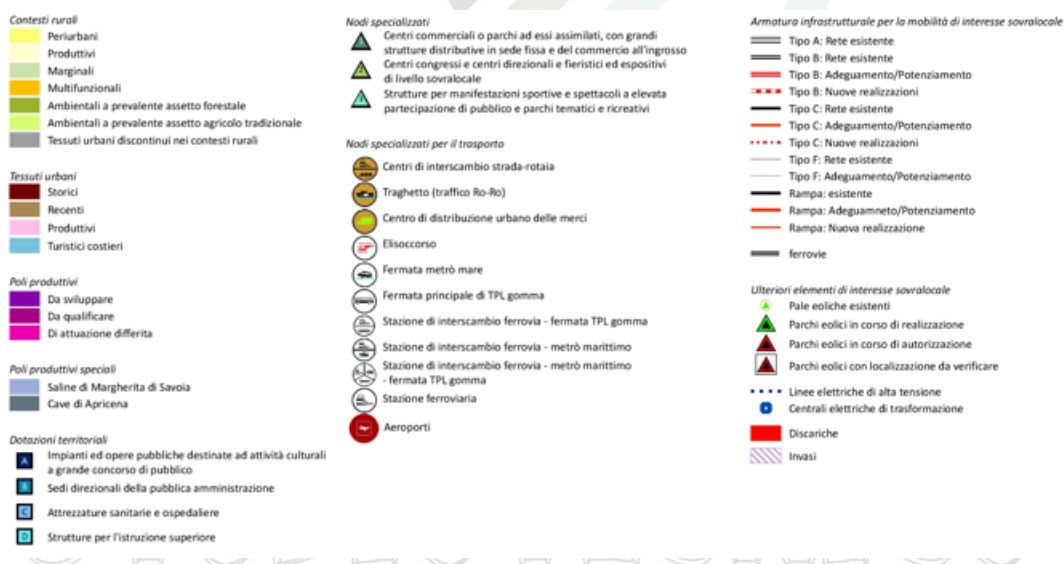 Contesti rurali
Periurbani
Produttivi
Marginali
Multifunzionali
Ambientali a prevalente assetto forestale
Ambientali a prevalente assetto agricolo tradizionale
Tessuti urbani discontinui nei contesti rurali
Tessuti urbani
Storici
Recenti
Produttivi
Turistici costieri
Poli produttivi
Da sviluppare
Da qualificare
Di attuazione differita
Poli produttivi speciali
Saline di Margherita di Savoia
Cave di Apricena
Dotazioni territoriali
A Impianti ed opere pubbliche destinate ad attività culturali
a grande concorso di pubblico
B Sedi direzionali della pubblica amministrazione
C Attrezzature sanitarie e ospedaliere
D Strutture per l'istruzione superiore
Nodi specializzati
Centri commerciali o parchi ad essi assimilati, con grandi
strutture distributive in sede fissa e del commercio all'ingrosso
Centri congressi e centri direzionali e fieristici ed espositivi
di livello sovralocale
Strutture per manifestazioni sportive e spettacoli a elevata
partecipazione di pubblico e parchi tematici e ricreativi
Nodi specializzati per il trasporto
Centri di interscambio strada-rotaia
Traghetto (traffico Ro-Ro)
Centro di distribuzione urbano delle merci
Elisoccorso
Fermata metrò mare
Fermata principale di TPL gomma
Stazione di interscambio ferrovia - fermata TPL gomma
Stazione di interscambio ferrovia - metrò marittimo
Stazione di interscambio ferrovia - metrò marittimo
- fermata TPL gomma
Stazione ferroviaria
Aeroporti
Armatura infrastrutturale per la mobilità di interesse sovralocale
Tipo A: Rete esistente
Tipo B: Rete esistente
Tipo B: Adeguamento/Potenziamento
Tipo B: Nuove realizzazioni
Tipo C: Rete esistente
Tipo C: Adeguamento/Potenziamento
Tipo C: Nuove realizzazioni
Tipo F: Rete esistente
Tipo F: Adeguamento/Potenziamento
Rampa: esistente
Rampa: Adeguamneto/Potenziamento
Rampa: Nuova realizzazione
ferrovie
Ulteriori elementi di interesse sovralocale
Pale eoliche esistenti
Parchi eolici in corso di realizzazione
Parchi eolici in corso di autorizzazione
Parchi eolici con localizzazione da verificare
Linee elettriche di alta tensione
Centrali elettriche di trasformazione
Discariche
Invasi